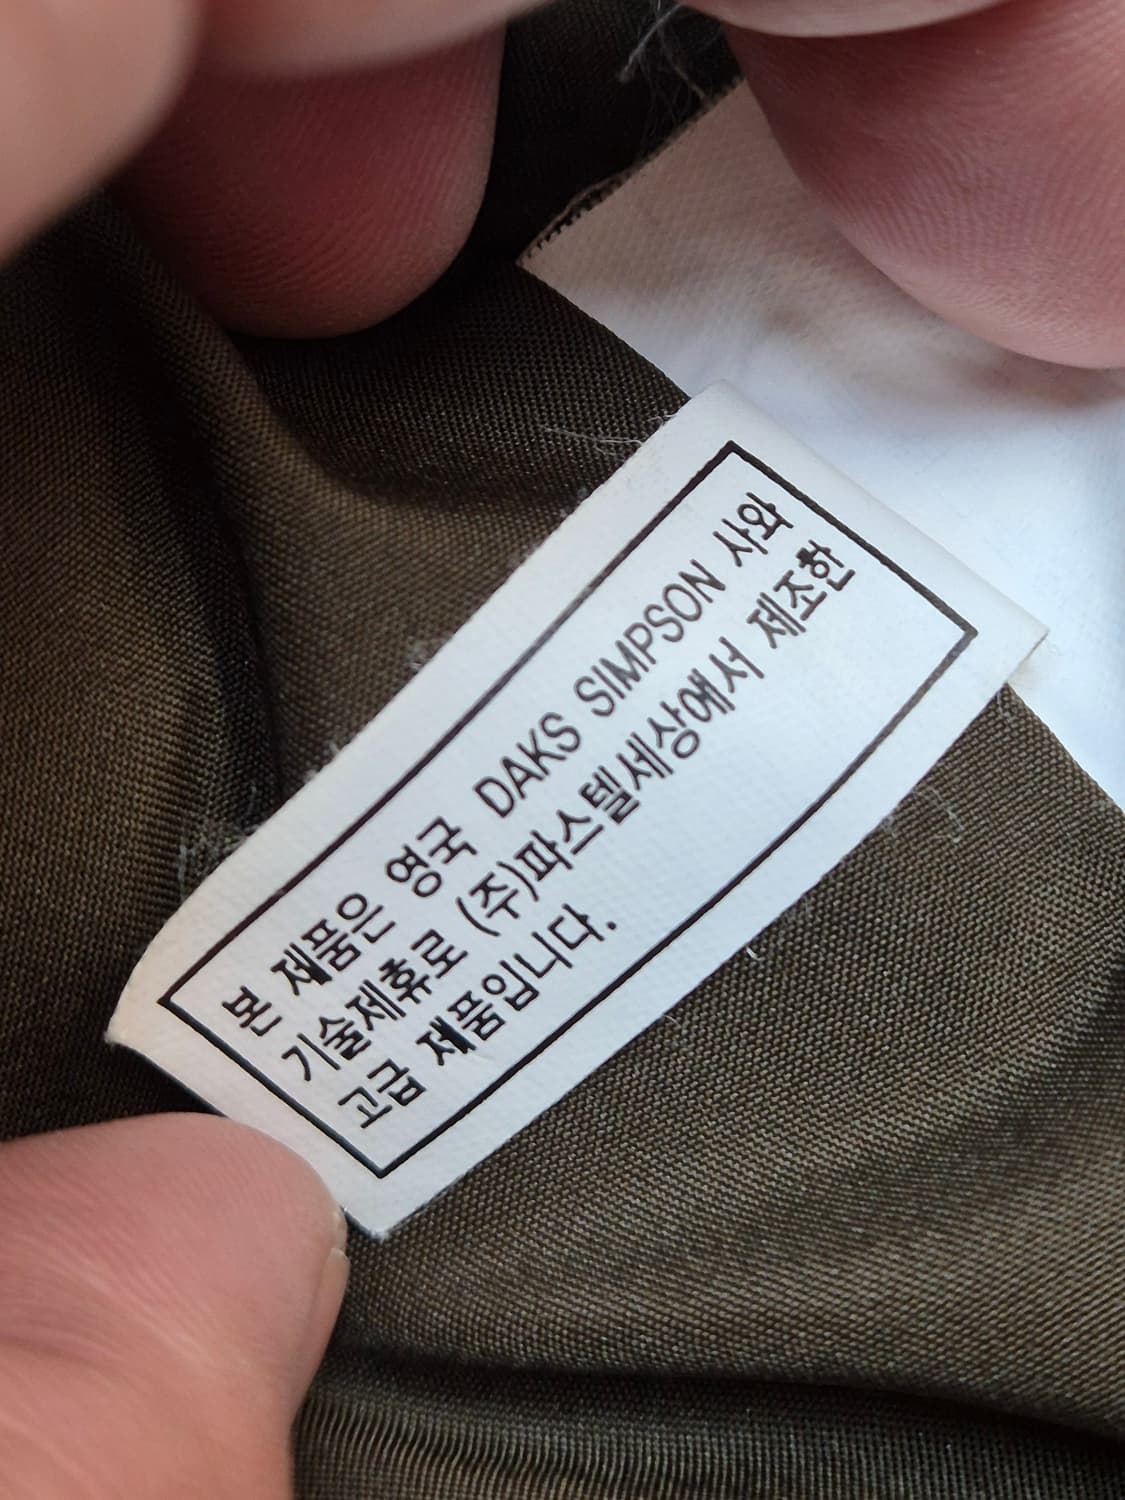 본 제품은 영국 DAKS SIMPSON 사와
기술제휴로 (주)파스텔세상에서 제조한
고급 제품입니다.